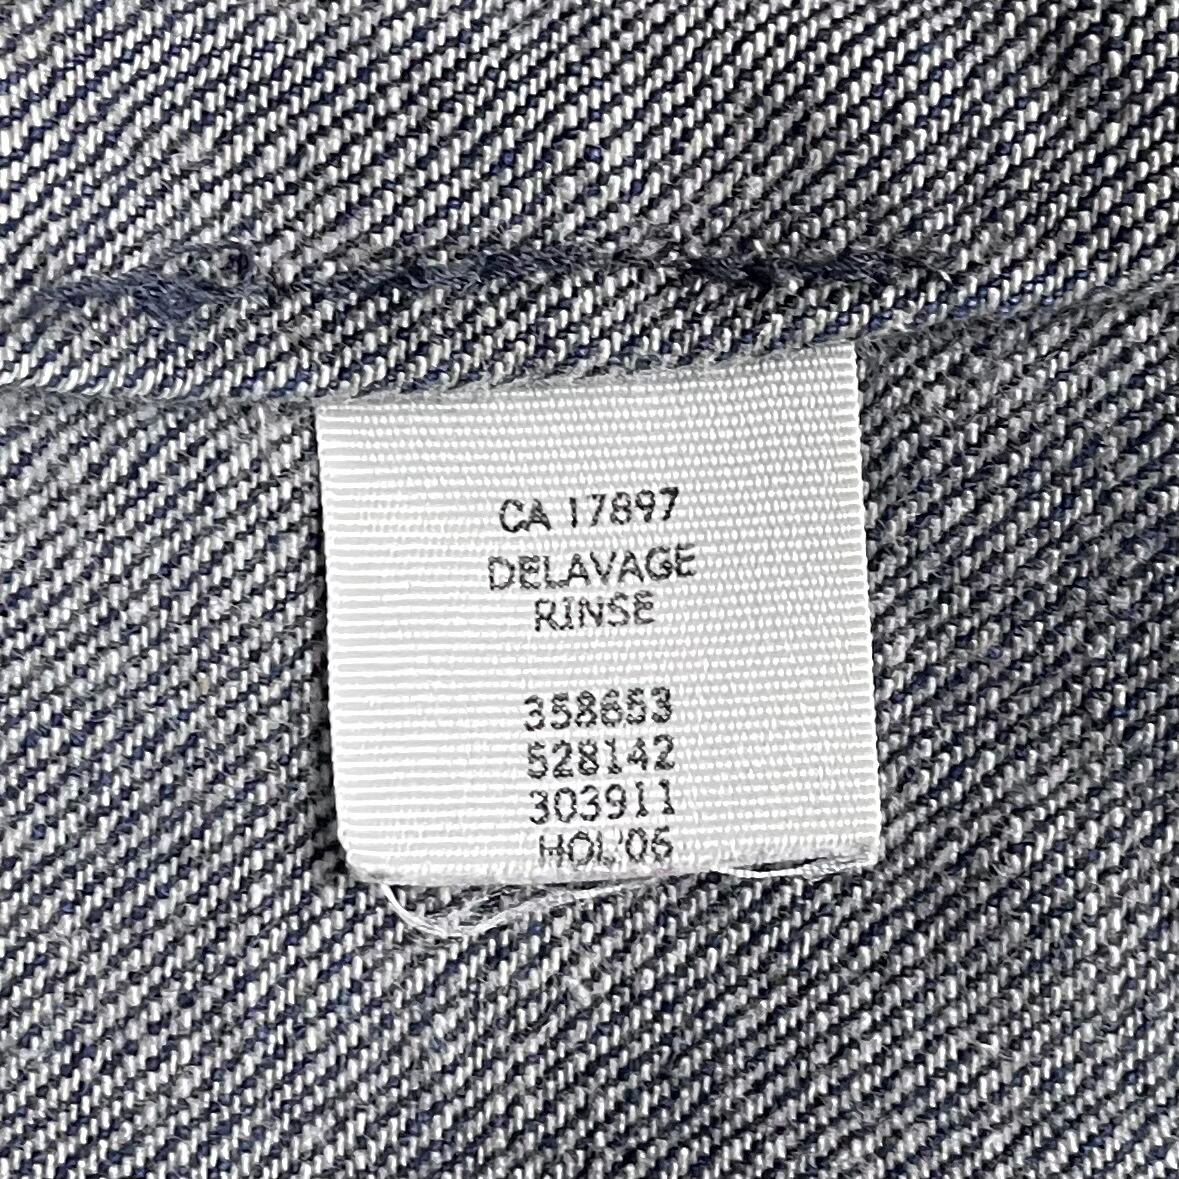 CA 17897
DELAVAGE
RINSE
358653
528142
303911
HOL'06